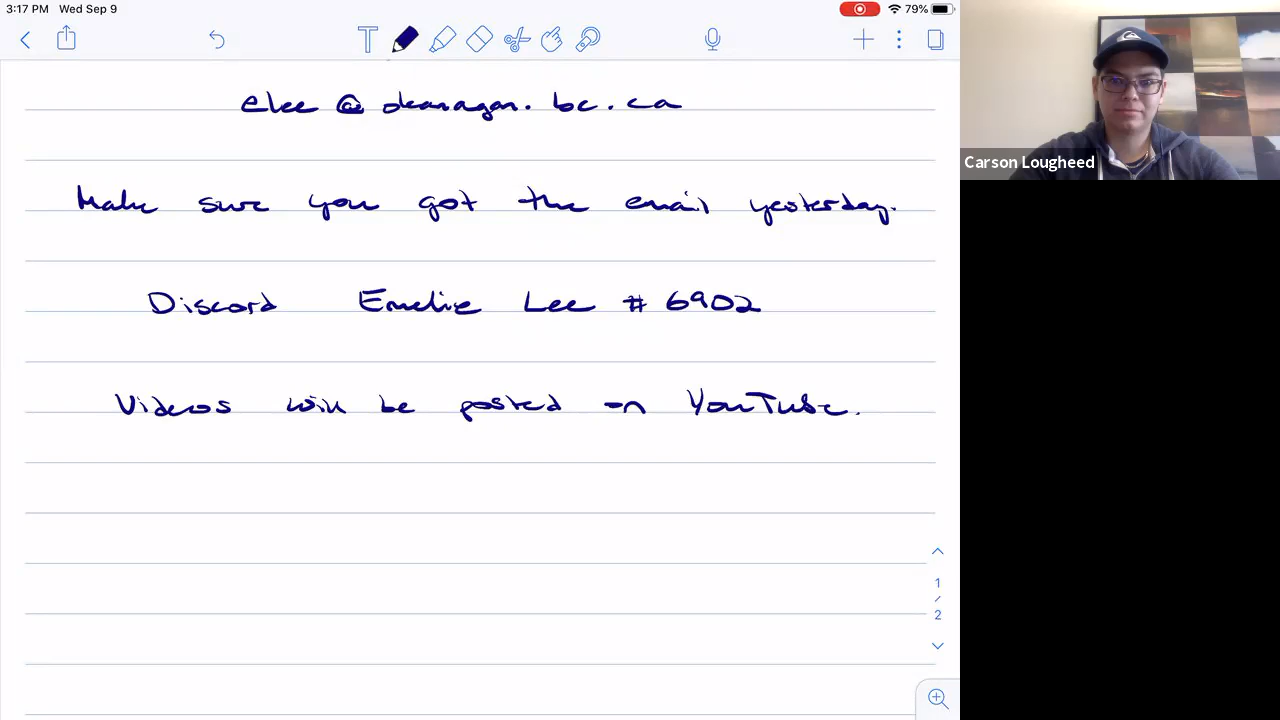 3:17 PM Wed Sep 9
79%
elee @ okanagan. bc. ca
Make sure you got the email yesterday.
Discord Emelie Lee # 6902
Videos will be posted on YouTube.
1
/
2
Carson Lougheed